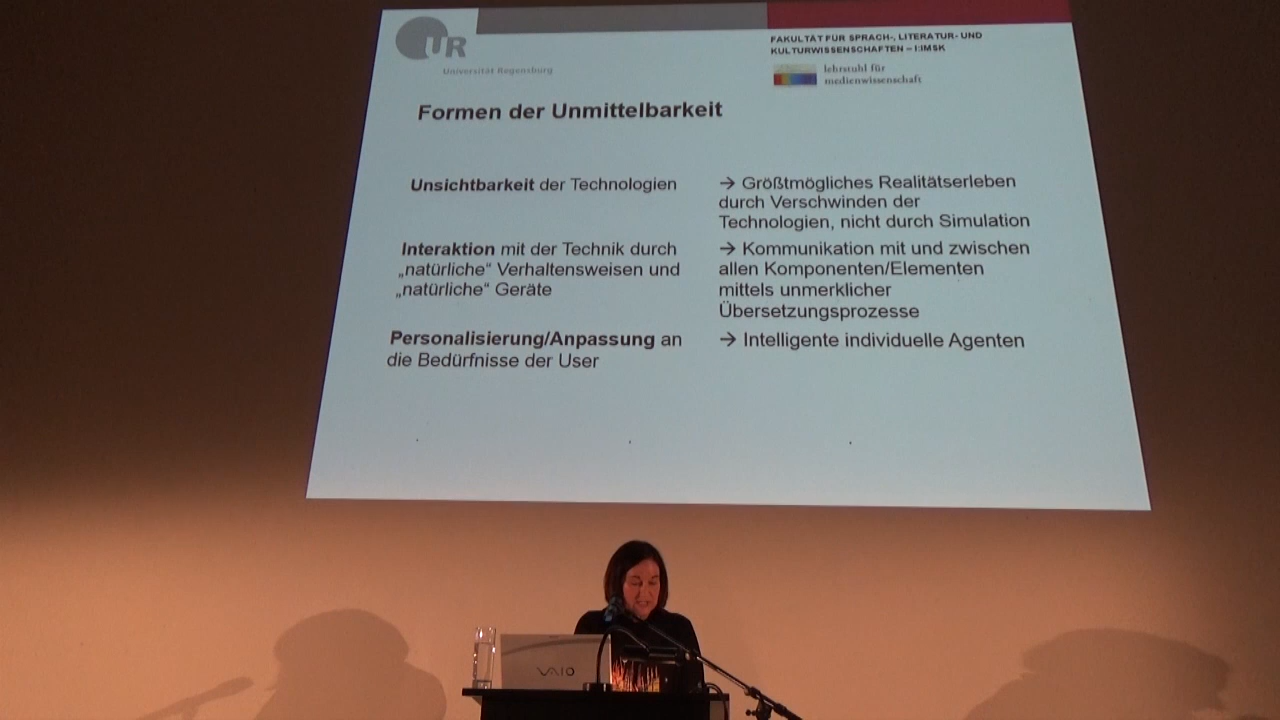 UR
Universität Regensburg
FAKULTÄT FÜR SPRACH-, LITERATUR- UND
KULTURWISSENSCHAFTEN – I:IMSK
lehrstuhl für
medienwissenschaft
Formen der Unmittelbarkeit
Unsichtbarkeit der Technologien
→ Größtmögliches Realitätserleben
durch Verschwinden der
Technologien, nicht durch Simulation
Interaktion mit der Technik durch
„natürliche“ Verhaltensweisen und
„natürliche“ Geräte
→ Kommunikation mit und zwischen
allen Komponenten/Elementen
mittels unmerklicher
Übersetzungsprozesse
Personalisierung/Anpassung an
die Bedürfnisse der User
→ Intelligente individuelle Agenten
VAIO